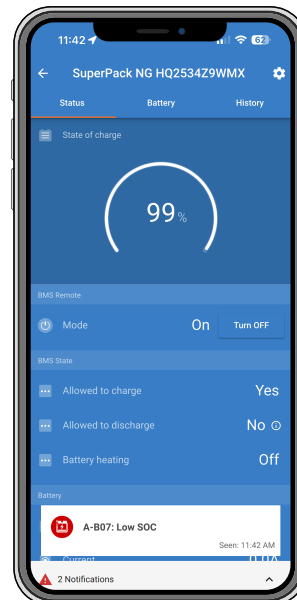 11:42 62
SuperPack NG HQ2534Z9WMX
Status Battery History
State of charge
99%
BMS Remote
Mode On Turn OFF
BMS State
Allowed to charge Yes
Allowed to discharge No
Battery heating Off
Battery
A-B07: Low SOC
Seen: 11:42 AM
Current 0.0A
2 Notifications